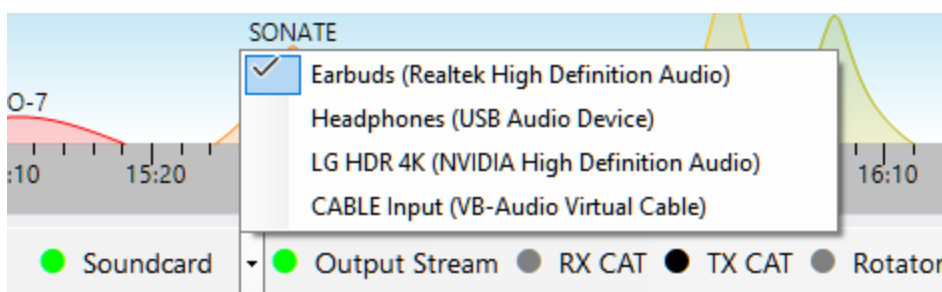 SONATE
Earbuds (Realtek High Definition Audio)
O-7
Headphones (USB Audio Device)
LG HDR 4K (NVIDIA High Definition Audio)
:10 15:20 16:10
CABLE Input (VB-Audio Virtual Cable)
Soundcard Output Stream RX CAT TX CAT Rotator